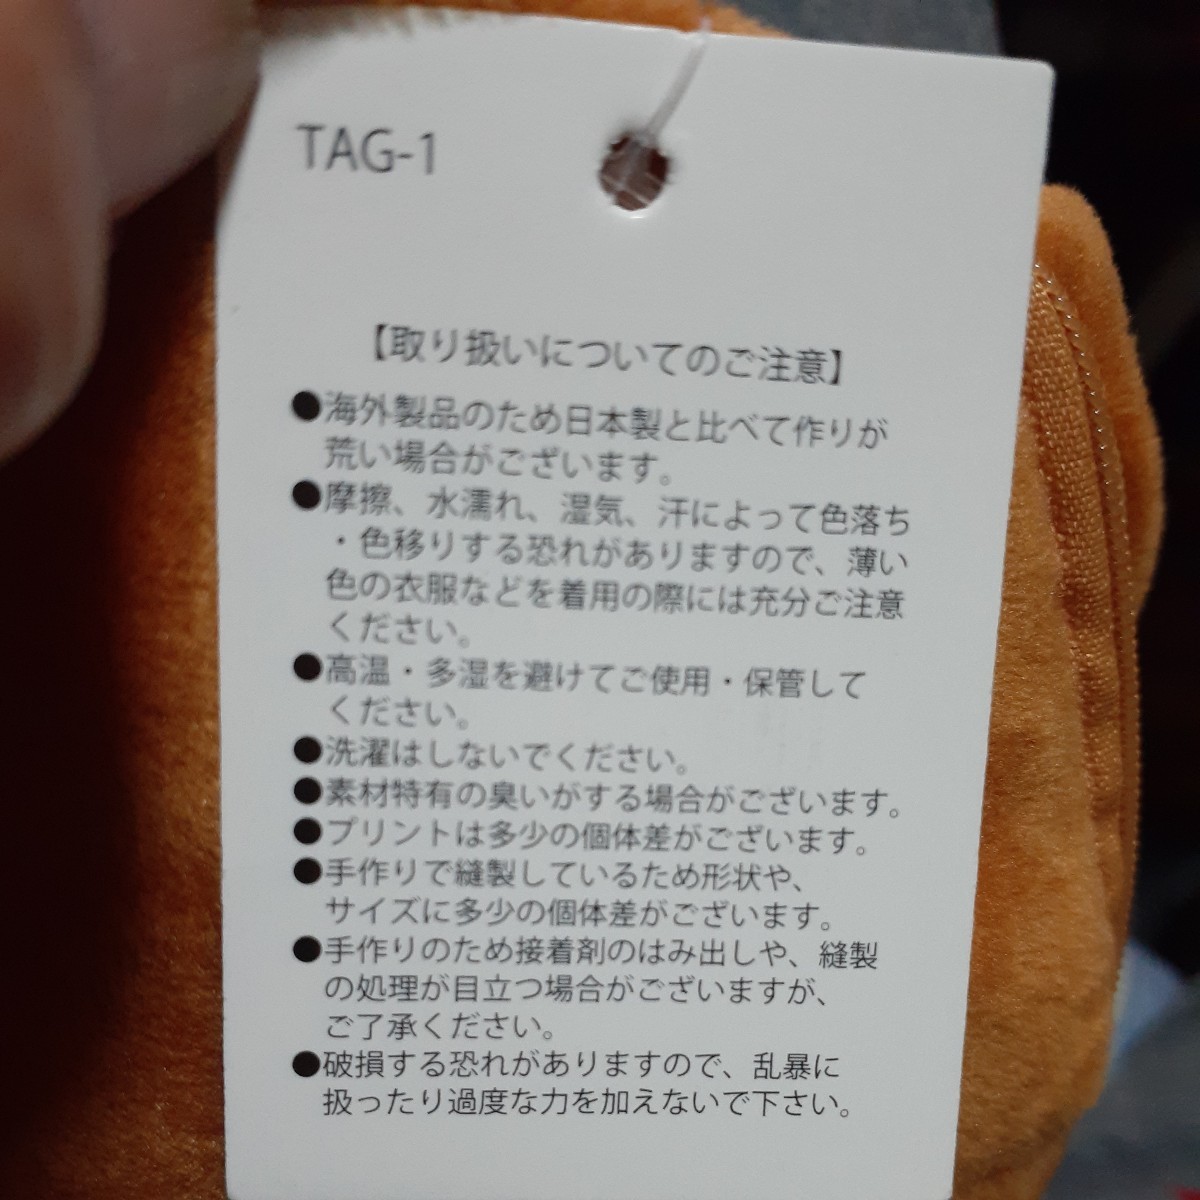 TAG-1
【取り扱いについてのご注意】
●海外製品のため日本製と比べて作りが
荒い場合がございます。
●摩擦、水濡れ、湿気、汗によって色落ち
・色移りする恐れがありますので、薄い
色の衣服などを着用の際には充分ご注意
ください。
●高温・多湿を避けてご使用・保管して
ください。
●洗濯はしないでください。
●素材特有の臭いがする場合がございます。
●プリントは多少の個体差がございます。
●手作りで縫製しているため形状や、
サイズに多少の個体差がございます。
●手作りのため接着剤のはみ出しや、縫製
の処理が目立つ場合がございますが、
ご了承ください。
●破損する恐れがありますので、乱暴に
扱ったり過度な力を加えないで下さい。